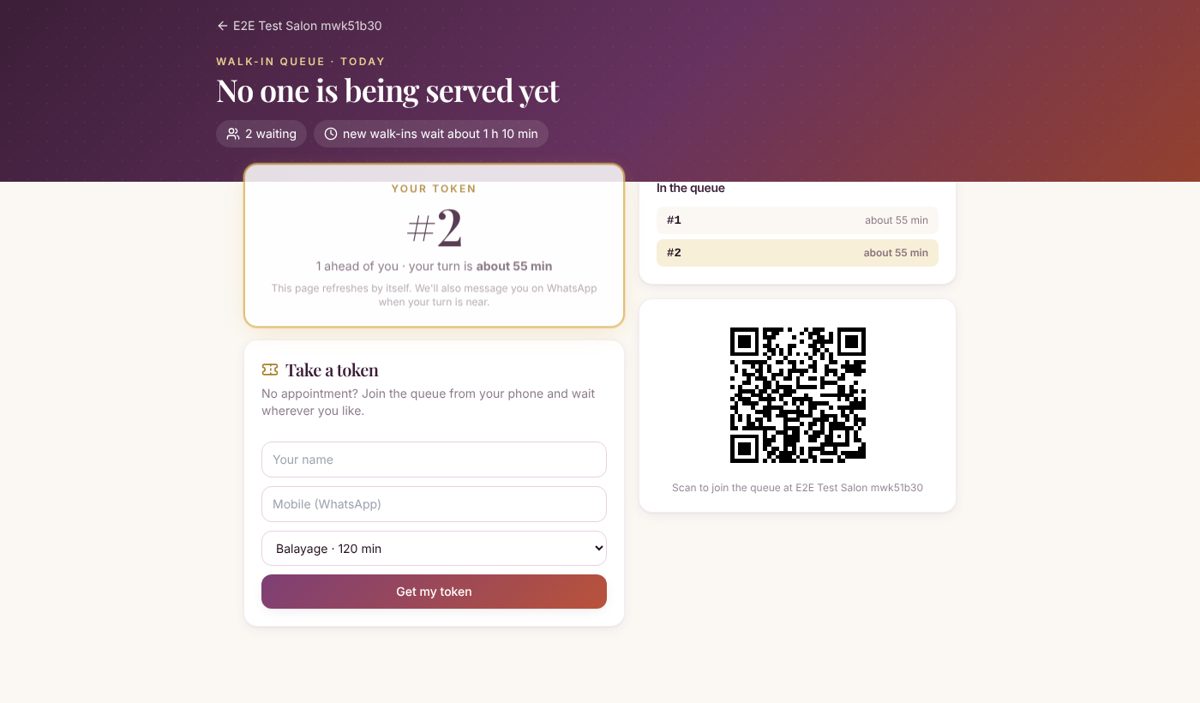 ← E2E Test Salon mwk51b30
WALK-IN QUEUE · TODAY
No one is being served yet
2 waiting
new walk-ins wait about 1 h 10 min
YOUR TOKEN
#2
1 ahead of you · your turn is about 55 min
This page refreshes by itself. We'll also message you on WhatsApp
when your turn is near.
Take a token
No appointment? Join the queue from your phone and wait
wherever you like.
Your name
Mobile (WhatsApp)
Balayage · 120 min
Get my token
In the queue
#1 about 55 min
#2 about 55 min
Scan to join the queue at E2E Test Salon mwk51b30